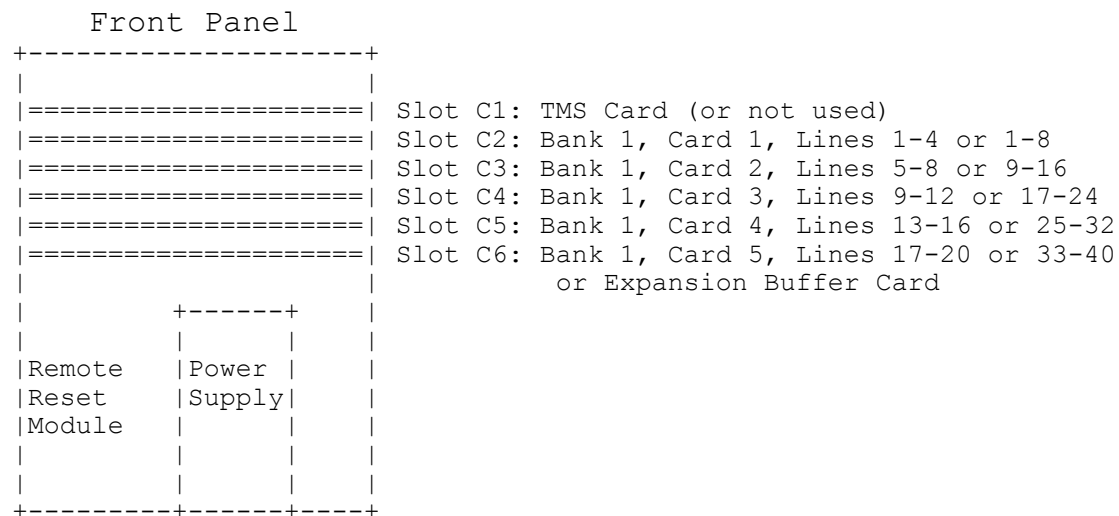 Front Panel
Slot C1: TMS Card (or not used)
Slot C2: Bank 1, Card 1, Lines 1-4 or 1-8
Slot C3: Bank 1, Card 2, Lines 5-8 or 9-16
Slot C4: Bank 1, Card 3, Lines 9-12 or 17-24
Slot C5: Bank 1, Card 4, Lines 13-16 or 25-32
Slot C6: Bank 1, Card 5, Lines 17-20 or 33-40
or Expansion Buffer Card
Remote Power
Reset Supply
Module